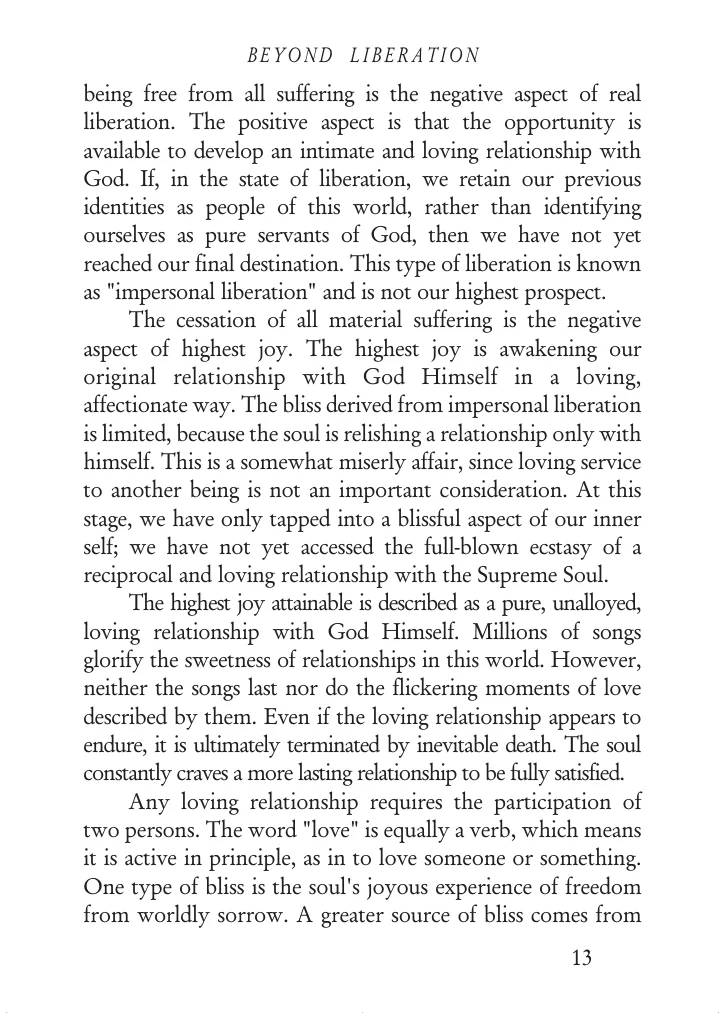 BEYOND LIBERATION
being free from all suffering is the negative aspect of real
liberation. The positive aspect is that the opportunity is
available to develop an intimate and loving relationship with
God. If, in the state of liberation, we retain our previous
identities as people of this world, rather than identifying
ourselves as pure servants of God, then we have not yet
reached our final destination. This type of liberation is known
as "impersonal liberation" and is not our highest prospect.
The cessation of all material suffering is the negative
aspect of highest joy. The highest joy is awakening our
original relationship with God Himself in a loving,
affectionate way. The bliss derived from impersonal liberation
is limited, because the soul is relishing a relationship only with
himself. This is a somewhat miserly affair, since loving service
to another being is not an important consideration. At this
stage, we have only tapped into a blissful aspect of our inner
self; we have not yet accessed the full-blown ecstasy of a
reciprocal and loving relationship with the Supreme Soul.
The highest joy attainable is described as a pure, unalloyed,
loving relationship with God Himself. Millions of songs
glorify the sweetness of relationships in this world. However,
neither the songs last nor do the flickering moments of love
described by them. Even if the loving relationship appears to
endure, it is ultimately terminated by inevitable death. The soul
constantly craves a more lasting relationship to be fully satisfied.
Any loving relationship requires the participation of
two persons. The word "love" is equally a verb, which means
it is active in principle, as in to love someone or something.
One type of bliss is the soul's joyous experience of freedom
from worldly sorrow. A greater source of bliss comes from
13